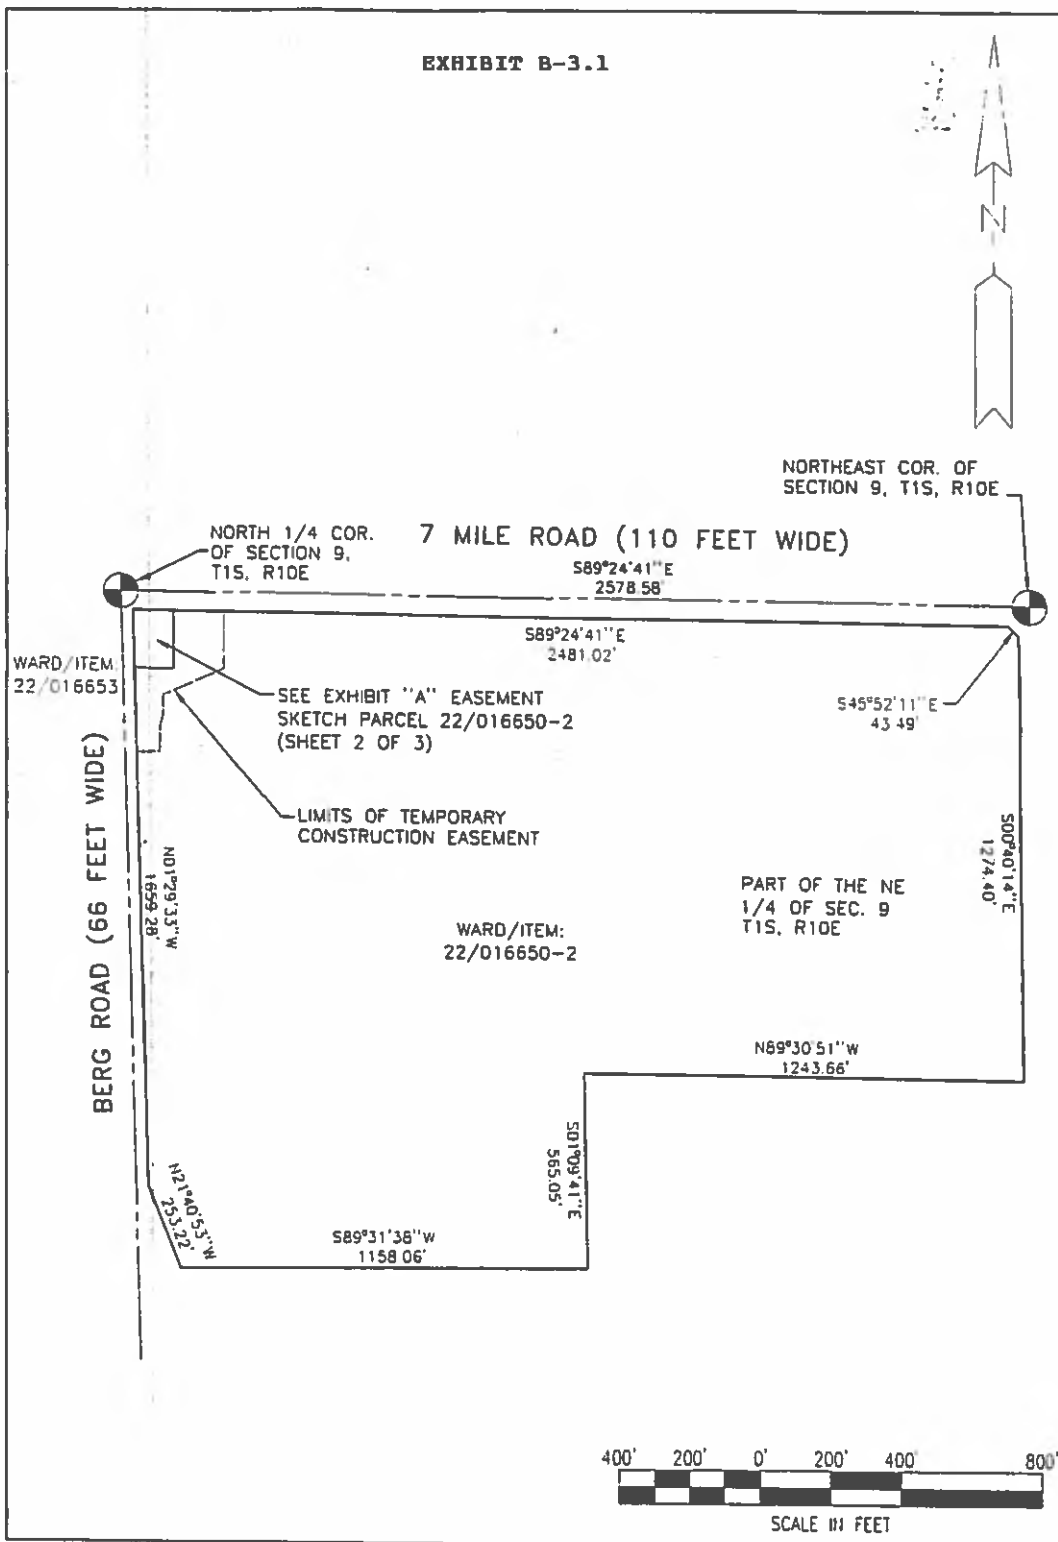 EXHIBIT B-3.1
N
NORTHEAST COR. OF
SECTION 9, T1S, R10E
NORTH 1/4 COR.
OF SECTION 9,
T1S, R10E
7 MILE ROAD (110 FEET WIDE)
S89°24'41"E
2578.58'
S89°24'41"E
2481.02'
WARD/ITEM:
22/016653
SEE EXHIBIT "A" EASEMENT
SKETCH PARCEL 22/016650-2
(SHEET 2 OF 3)
S45°52'11"E
43.49'
LIMITS OF TEMPORARY
CONSTRUCTION EASEMENT
BERG ROAD (66 FEET WIDE)
N01°29'33"W
1659.28'
S00°40'14"E
1274.40'
PART OF THE NE
1/4 OF SEC. 9
T1S, R10E
WARD/ITEM:
22/016650-2
N89°30'51"W
1243.66'
S01°09'41"E
565.05'
N21°40'53"W
253.22'
S89°31'38"W
1158.06'
400' 200' 0' 200' 400' 800'
SCALE IN FEET